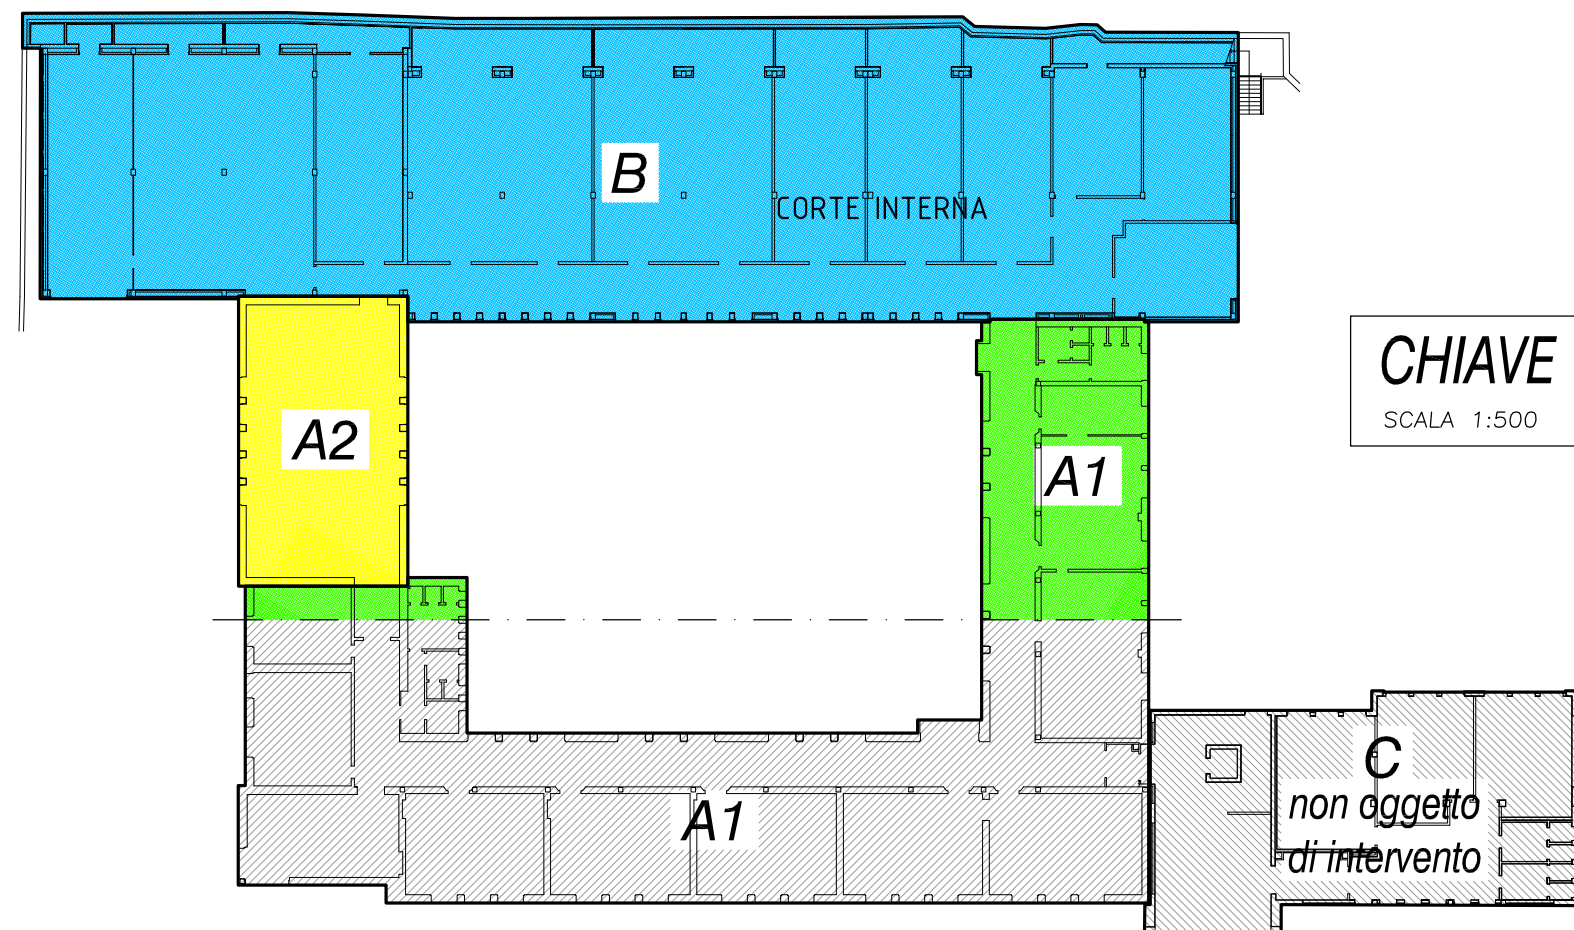 B
CORTE INTERNA
CHIAVE
SCALA 1:500
A2
A1
C
non oggetto
di intervento
A1